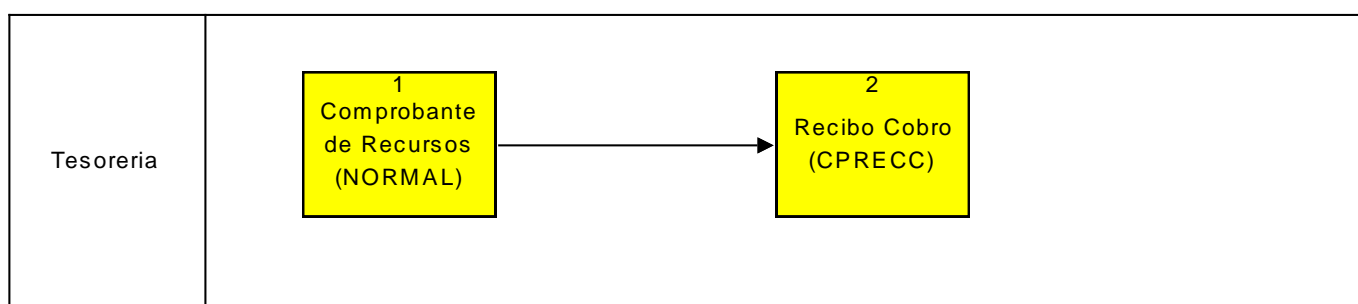 Tesoreria
1
Comprobante
de Recursos
(NORMAL)
2
Recibo Cobro
(CPRECC)